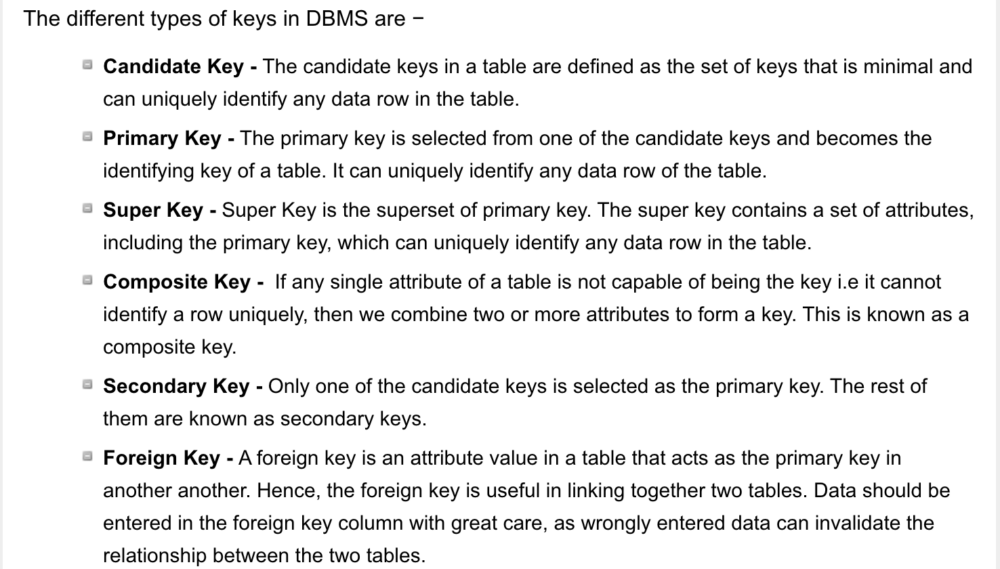 The different types of keys in DBMS are −
Candidate Key - The candidate keys in a table are defined as the set of keys that is minimal and
can uniquely identify any data row in the table.
Primary Key - The primary key is selected from one of the candidate keys and becomes the
identifying key of a table. It can uniquely identify any data row of the table.
Super Key - Super Key is the superset of primary key. The super key contains a set of attributes,
including the primary key, which can uniquely identify any data row in the table.
Composite Key -  If any single attribute of a table is not capable of being the key i.e it cannot
identify a row uniquely, then we combine two or more attributes to form a key. This is known as a
composite key.
Secondary Key - Only one of the candidate keys is selected as the primary key. The rest of
them are known as secondary keys.
Foreign Key - A foreign key is an attribute value in a table that acts as the primary key in
another another. Hence, the foreign key is useful in linking together two tables. Data should be
entered in the foreign key column with great care, as wrongly entered data can invalidate the
relationship between the two tables.